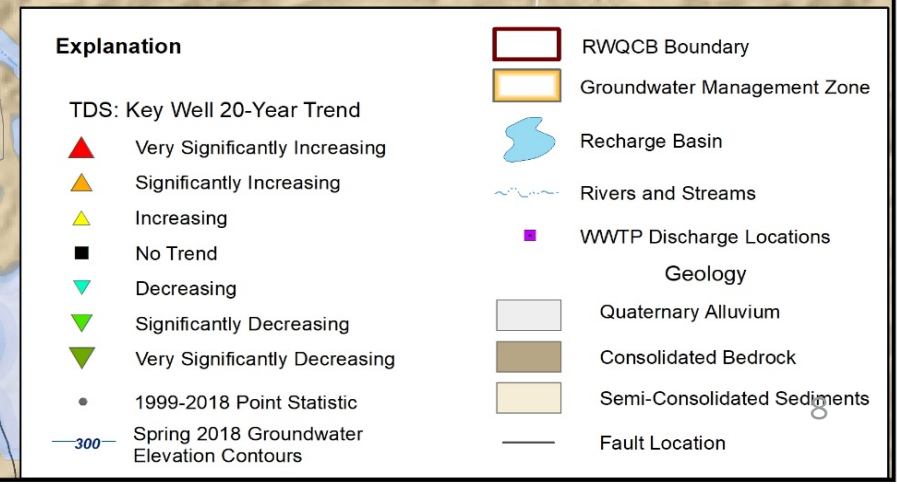 Explanation
TDS: Key Well 20-Year Trend
Very Significantly Increasing
Significantly Increasing
Increasing
No Trend
Decreasing
Significantly Decreasing
Very Significantly Decreasing
1999-2018 Point Statistic
300
Spring 2018 Groundwater
Elevation Contours
RWQCB Boundary
Groundwater Management Zone
Recharge Basin
Rivers and Streams
WWTP Discharge Locations
Geology
Quaternary Alluvium
Consolidated Bedrock
Semi-Consolidated Sediments
8
Fault Location